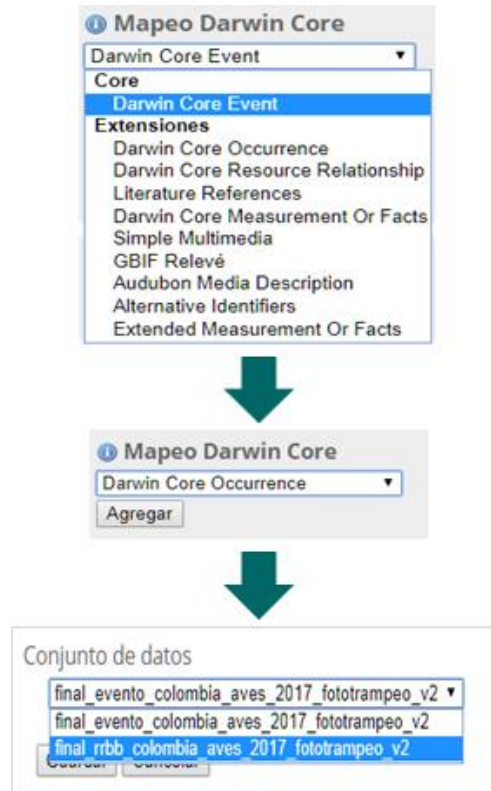 Mapeo Darwin Core
Darwin Core Event
Core
Darwin Core Event
Extensiones
Darwin Core Occurrence
Darwin Core Resource Relationship
Literature References
Darwin Core Measurement Or Facts
Simple Multimedia
GBIF Relevé
Audubon Media Description
Alternative Identifiers
Extended Measurement Or Facts
Mapeo Darwin Core
Darwin Core Occurrence
Agregar
Conjunto de datos
final_evento_colombia_aves_2017_fototrampeo_v2
final_evento_colombia_aves_2017_fototrampeo_v2
final_rrbb_colombia_aves_2017_fototrampeo_v2